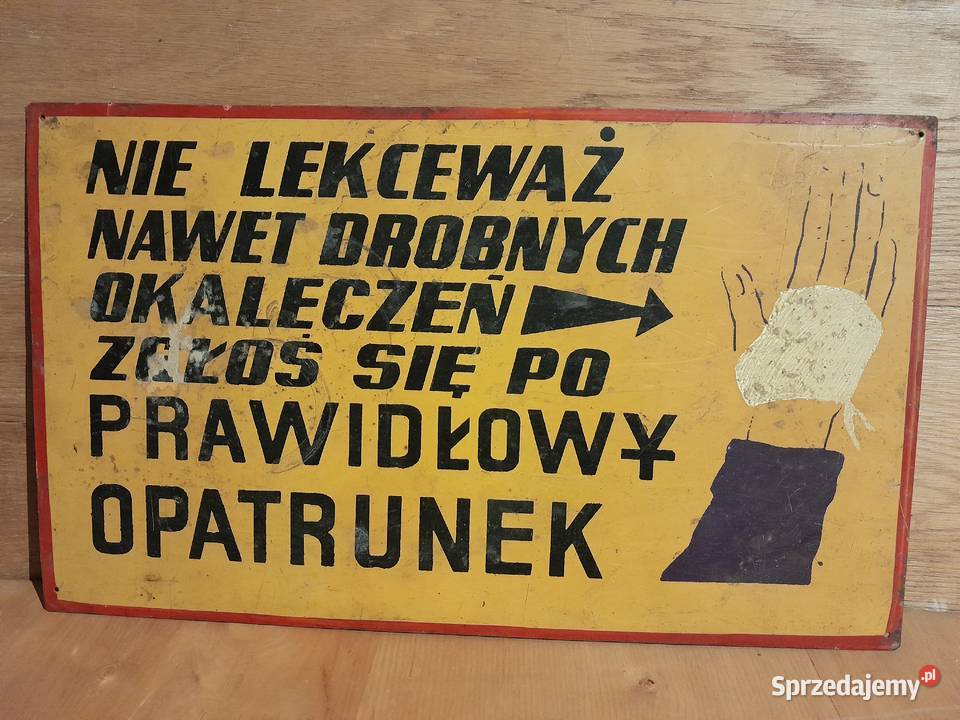 NIE LEKCEWAŻ
NAWET DROBNYCH
OKALECZEŃ
ZGŁOŚ SIĘ PO
PRAWIDŁOWY
OPATRUNEK
Sprzedajemy.pl